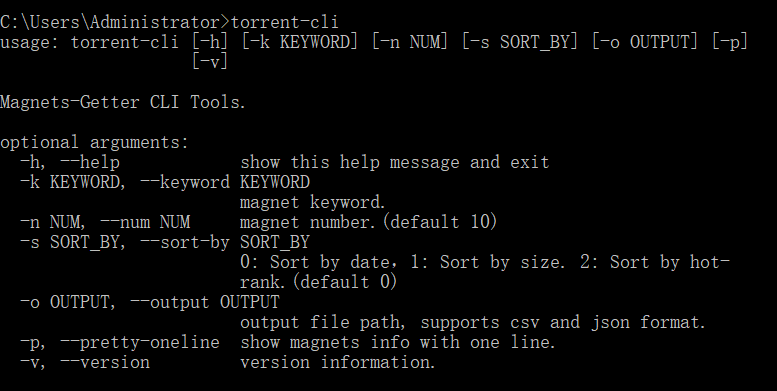 C:\Users\Administrator>torrent-cli
usage: torrent-cli [-h] [-k KEYWORD] [-n NUM] [-s SORT_BY] [-o OUTPUT] [-p]
[-v]
Magnets-Getter CLI Tools.
optional arguments:
-h, --help show this help message and exit
-k KEYWORD, --keyword KEYWORD
magnet keyword.
-n NUM, --num NUM magnet number.(default 10)
-s SORT_BY, --sort-by SORT_BY
0: Sort by date，1: Sort by size. 2: Sort by hot-
rank.(default 0)
-o OUTPUT, --output OUTPUT
output file path, supports csv and json format.
-p, --pretty-oneline show magnets info with one line.
-v, --version version information.